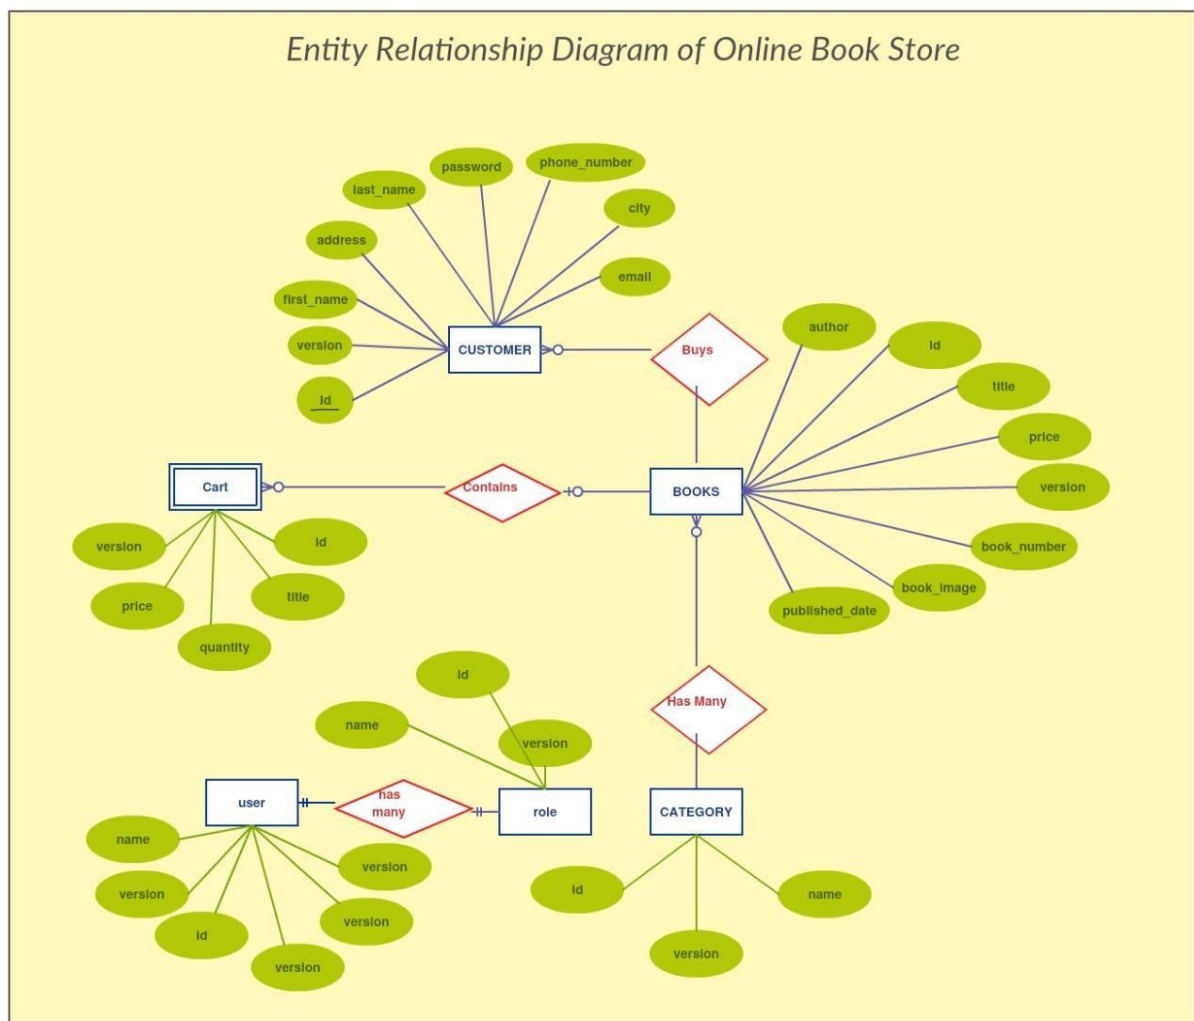 Entity Relationship Diagram of Online Book Store
password
phone_number
last_name
city
address
email
first_name
version
Id
CUSTOMER
Buys
author
id
title
price
version
book_number
book_image
published_date
BOOKS
Contains
Cart
version
id
price
title
quantity
Has Many
id
name
version
user
has
many
role
CATEGORY
name
version
id
version
version
version
id
name
version